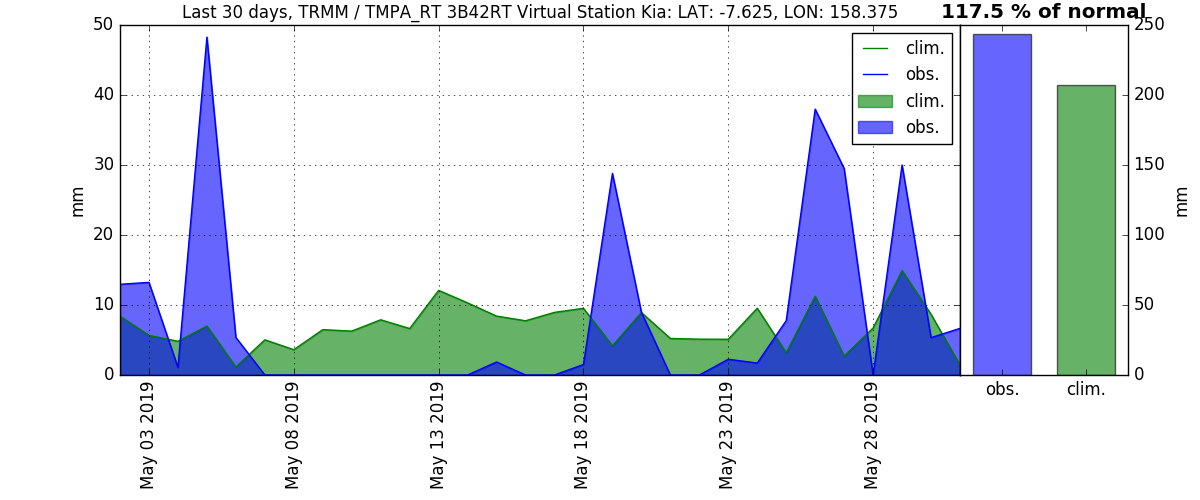 Last 30 days, TRMM / TMPA_RT 3B42RT Virtual Station Kia: LAT: -7.625, LON: 158.375
117.5 % of normal
50
40
30
20
10
0
mm
clim.
obs.
clim.
obs.
250
200
150
100
50
0
mm
May 03 2019
May 08 2019
May 13 2019
May 18 2019
May 23 2019
May 28 2019
obs.
clim.